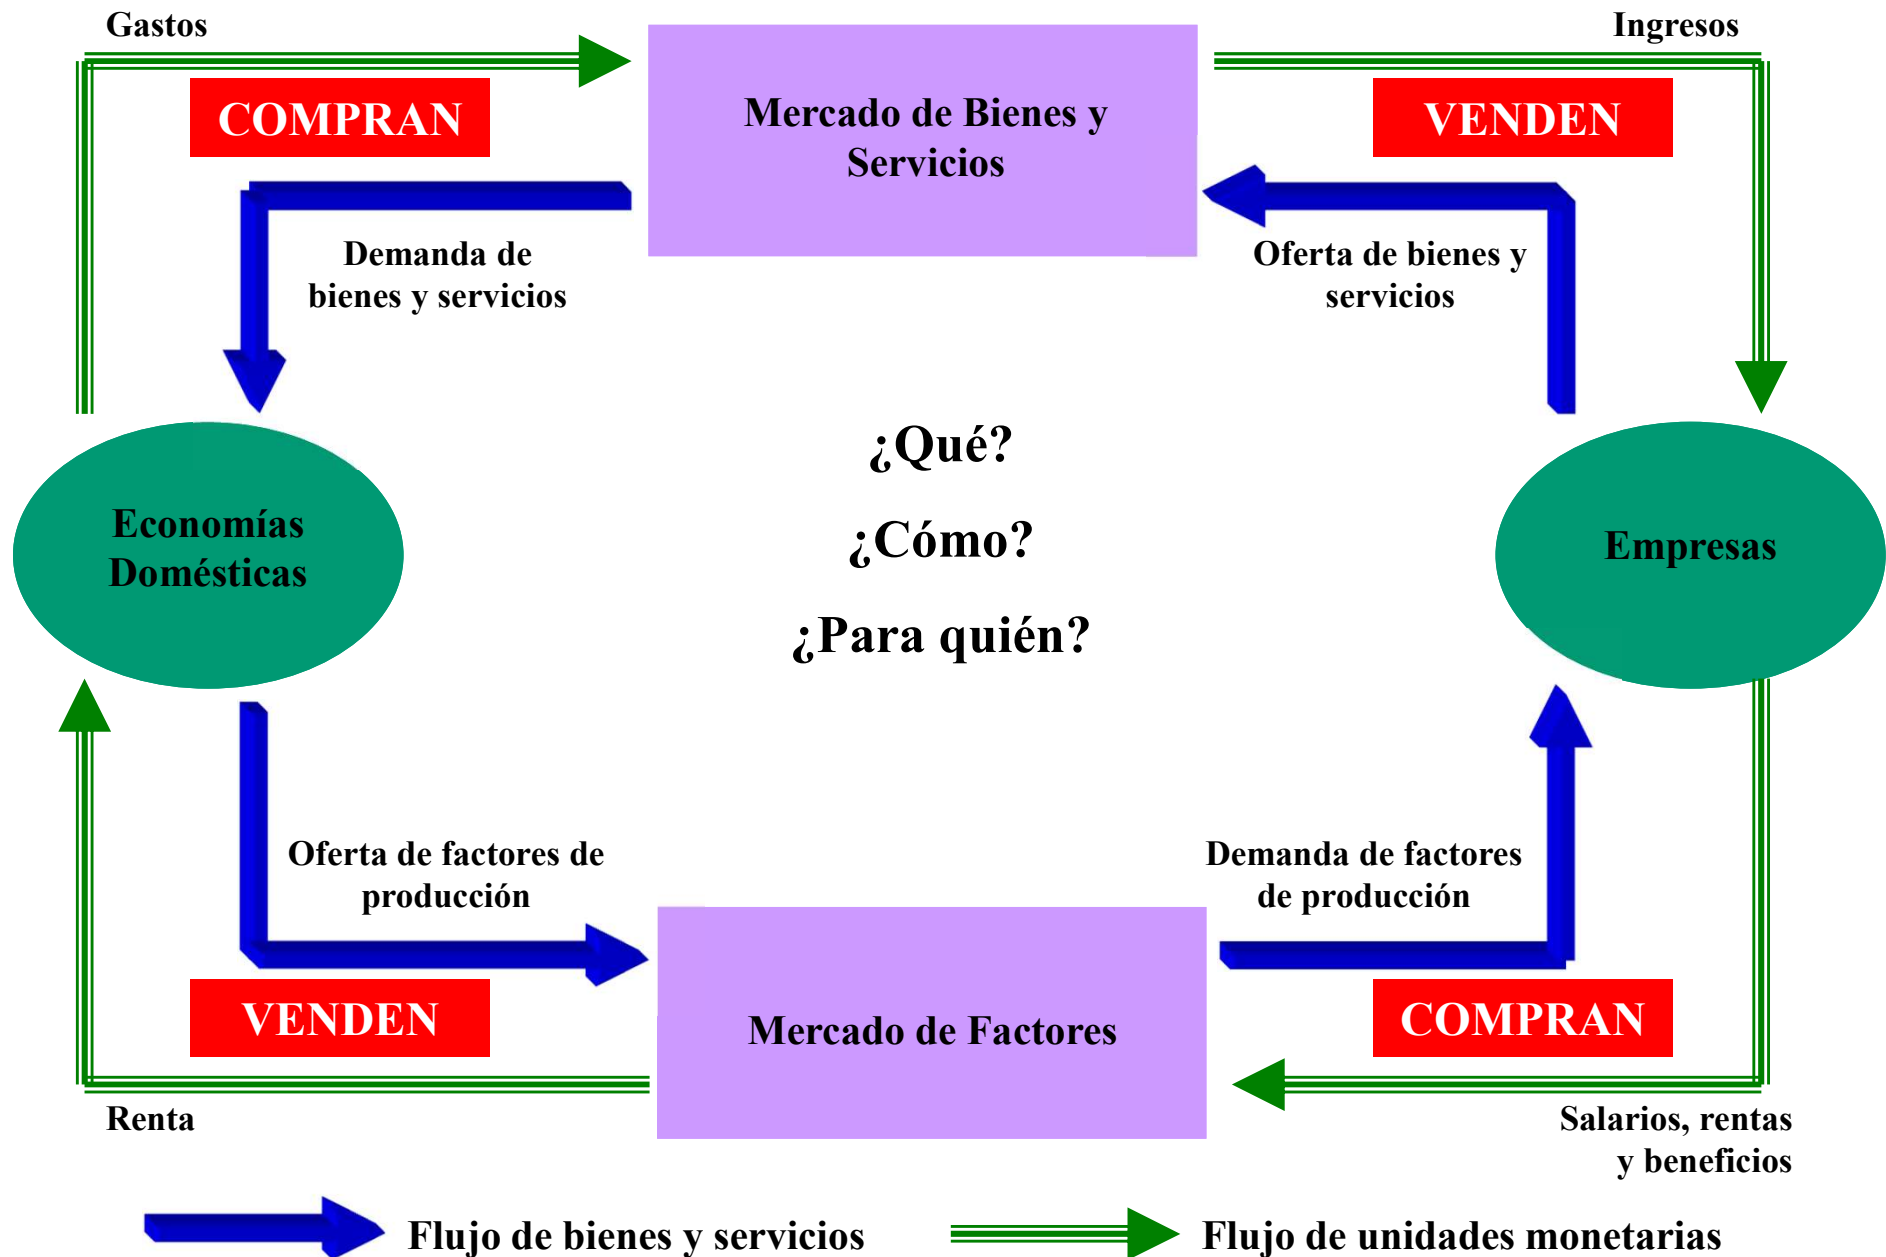 Gastos
Ingresos
COMPRAN
Mercado de Bienes y
Servicios
VENDEN
Demanda de
bienes y servicios
Oferta de bienes y
servicios
¿Qué?
¿Cómo?
¿Para quién?
Economías
Domésticas
Empresas
Oferta de factores de
producción
Demanda de factores
de producción
VENDEN
Mercado de Factores
COMPRAN
Renta
Salarios, rentas
y beneficios
Flujo de bienes y servicios
Flujo de unidades monetarias